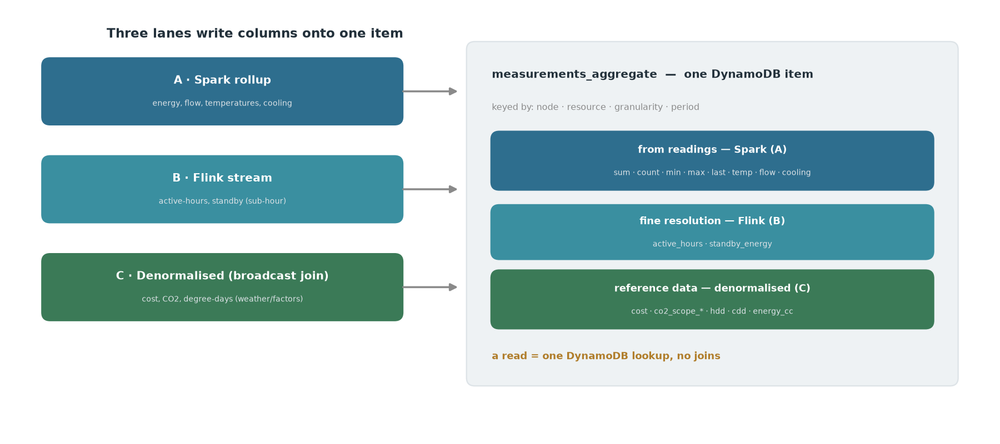 Three lanes write columns onto one item
A · Spark rollup
energy, flow, temperatures, cooling
B · Flink stream
active-hours, standby (sub-hour)
C · Denormalised (broadcast join)
cost, CO2, degree-days (weather/factors)
measurements_aggregate — one DynamoDB item
keyed by: node · resource · granularity · period
from readings — Spark (A)
sum · count · min · max · last · temp · flow · cooling
fine resolution — Flink (B)
active_hours · standby_energy
reference data — denormalised (C)
cost · co2_scope_* · hdd · cdd · energy_cc
a read = one DynamoDB lookup, no joins